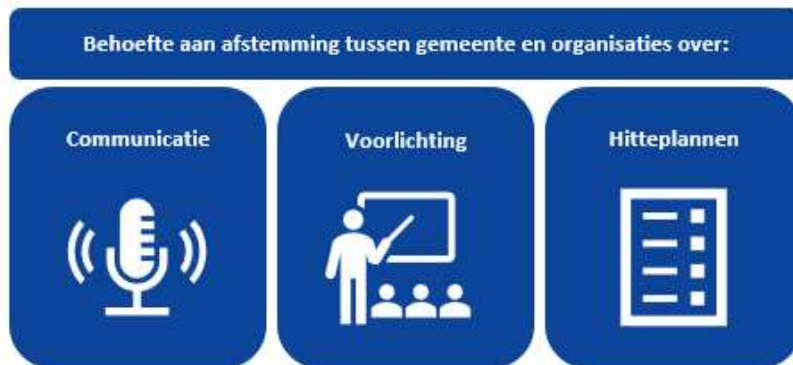 Behoefte aan afstemming tussen gemeente en organisaties over:
Communicatie
Voorlichting
Hitteplannen